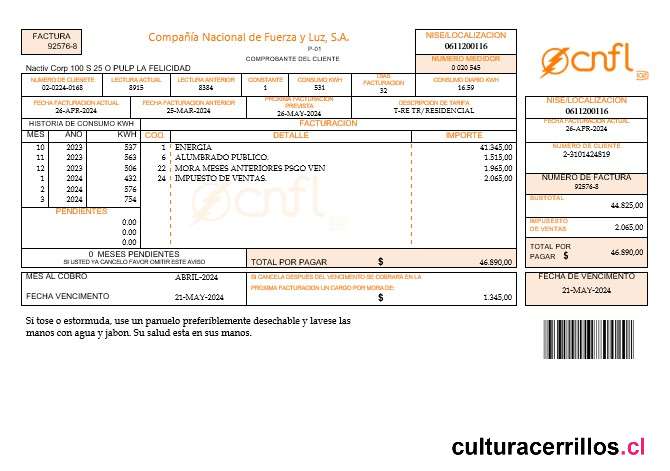 FACTURA
92576-8
Compañía Nacional de Fuerza y Luz, S.A.
P-01
COMPROBANTE DEL CLIENTE
NISE/LOCALIZACION
0611200116
NUMERO MEDIDOR
0 020 545
cnfl
Nactiv Corp 100 S 25 O PULP LA FELICIDAD
NUMERO DE CLIENETE LECTURA ACTUAL LECTURA ANTERIOR CONSTANTE CONSUMO KWH DIAS FACTURACION CONSUMO DIARIO KWH
02-0224-0168 8915 8384 1 531 32 16.59
FECHA FACTURACION ACTUAL FECHA FACTURACION ANTERIOR PROXIMA FACTURACION PREVISTA DESCRIPCION DE TARIFA
26-APR-2024 25-MAR-2024 26-MAY-2024 T-RE TR/RESIDENCIAL
HISTORIA DE CONSUMO KWH FACTURACION
MES ANO KWH COD. DETALLE IMPORTE
10 2023 537 1 ENERGIA 41.345,00
11 2023 563 6 ALUMBRADO PUBLICO. 1.515,00
12 2023 506 22 MORA MESES ANTERIORES PSGO VEN 1.965,00
1 2024 432 24 IMPUESTO DE VENTAS. 2.065,00
2 2024 576
3 2024 754
PENDIENTES
0.00
0.00
0.00
cnfl
0 MESES PENDIENTES
SI USTED YA CANCELO FAVOR OMITIR ESTE AVISO
TOTAL POR PAGAR $ 46.890,00
MES AL COBRO ABRIL-2024
FECHA VENCIMENTO 21-MAY-2024
SI CANCELA DESPUÉS DEL VENCIMENTO SE COBRARA EN LA
PROXIMA FACTURACION UN CARGO POR MORA DE:
$ 1.345,00
NISE/LOCALIZACION
0611200116
FECHA FACTURACION ACTUAL
26-APR-2024
NUMERO DE CLIENTE
2-3101424819
NUMERO DE FACTURA
92576-8
SUBTOTAL
44.825,00
IMPUESTO
DE VENTAS 2.065,00
TOTAL POR
PAGAR $ 46.890,00
FECHA DE VENCIMIENTO
21-MAY-2024
Si tose o estormuda, use un panuelo preferiblemente desechable y lavese las
manos con agua y jabon. Su salud esta en sus manos.
culturacerrillos.cl